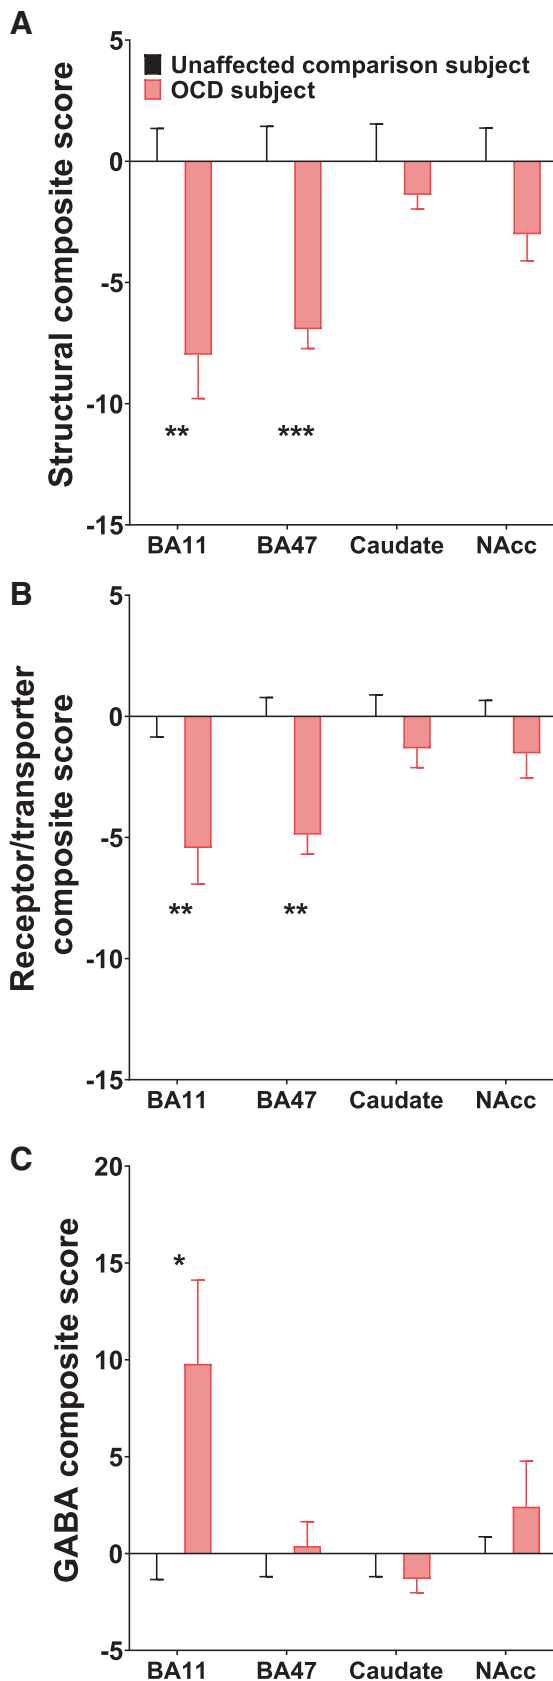 A
Structural composite score
5
0
-5
-10
-15
Unaffected comparison subject
OCD subject
**
***
BA11 BA47 Caudate NAcc
B
Receptor/transporter
composite score
5
0
-5
-10
-15
**
**
BA11 BA47 Caudate NAcc
C
GABA composite score
20
15
10
5
0
-5
*
BA11 BA47 Caudate NAcc